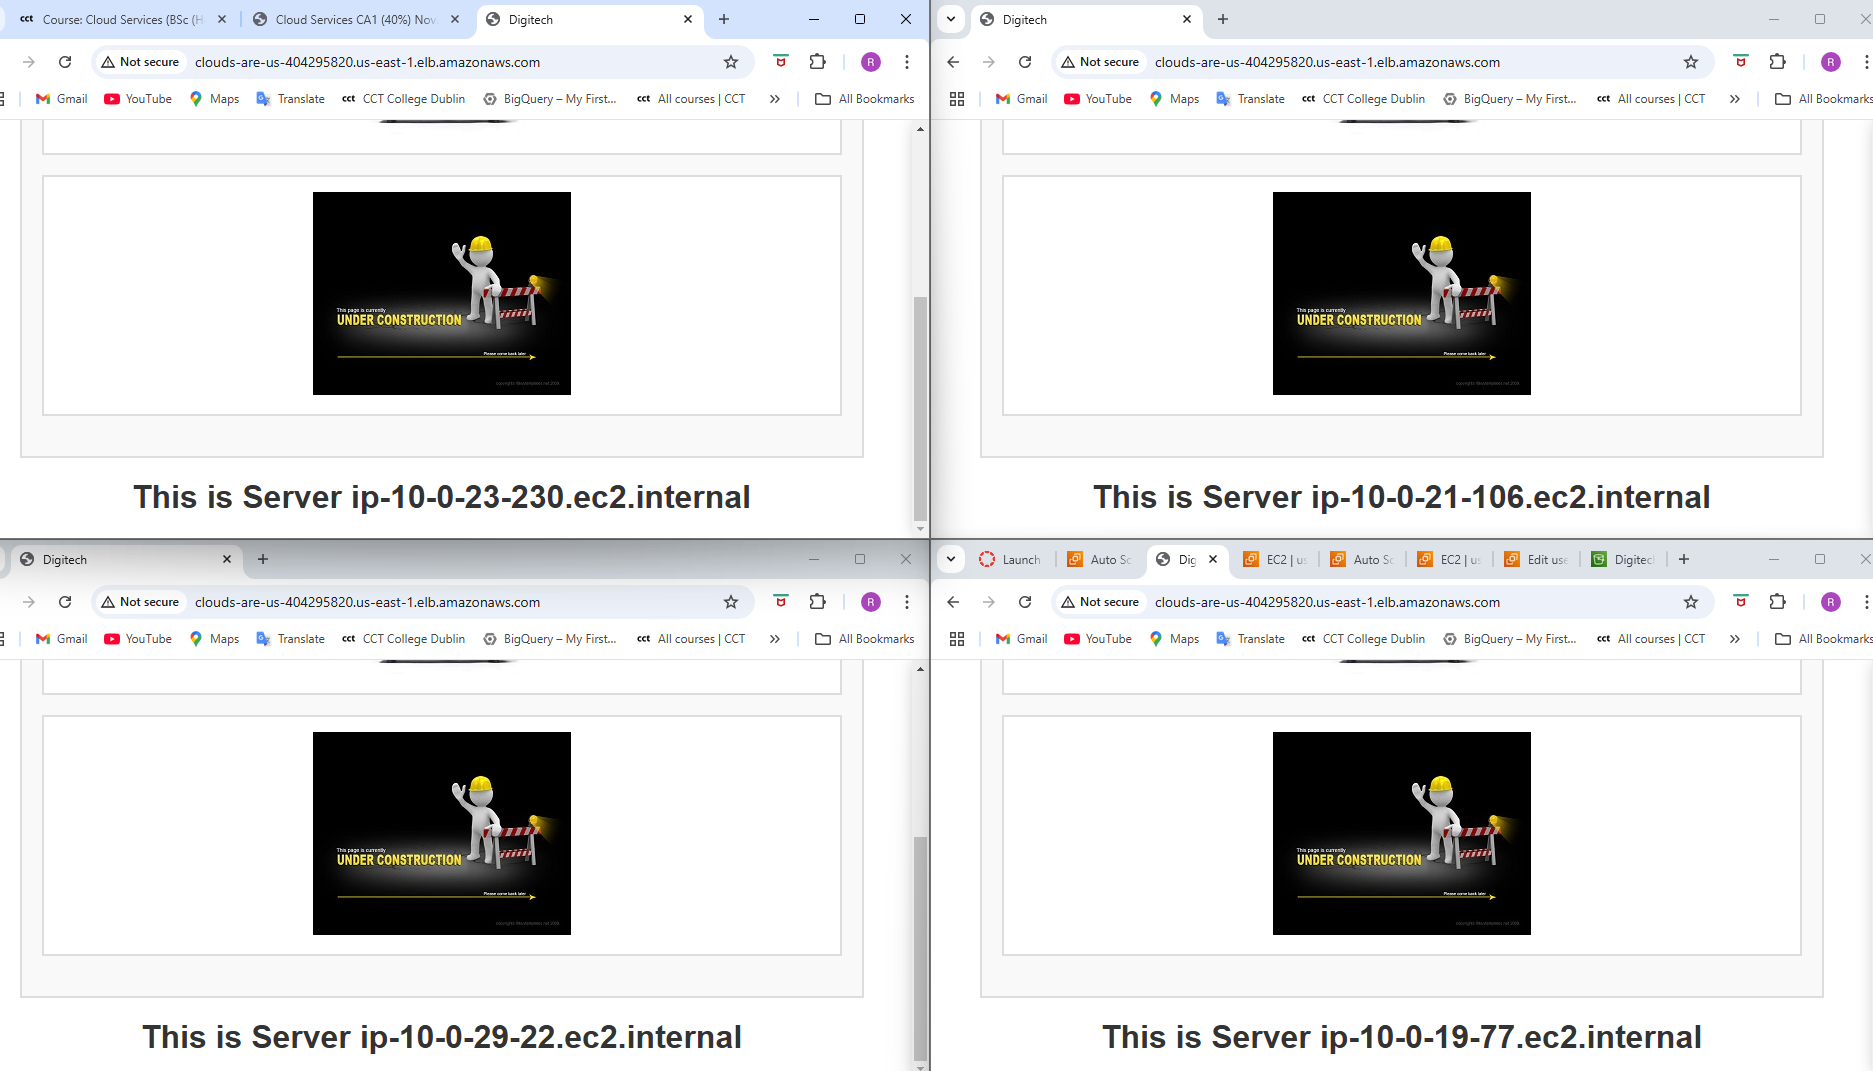 cct Course: Cloud Services (BSc (H
Cloud Services CA1 (40%) Nov
Digitech
Not secure
clouds-are-us-404295820.us-east-1.elb.amazonaws.com
R
Gmail
YouTube
Maps
Translate
cct CCT College Dublin
BigQuery – My First...
cct All courses | CCT
All Bookmarks
This page is currently
UNDER CONSTRUCTION
Please come back later
This is Server ip-10-0-23-230.ec2.internal
Digitech
Not secure
clouds-are-us-404295820.us-east-1.elb.amazonaws.com
R
Gmail
YouTube
Maps
Translate
cct CCT College Dublin
BigQuery – My First...
cct All courses | CCT
All Bookmarks
This page is currently
UNDER CONSTRUCTION
Please come back later
This is Server ip-10-0-21-106.ec2.internal
Digitech
Not secure
clouds-are-us-404295820.us-east-1.elb.amazonaws.com
R
Gmail
YouTube
Maps
Translate
cct CCT College Dublin
BigQuery – My First...
cct All courses | CCT
All Bookmarks
This page is currently
UNDER CONSTRUCTION
Please come back later
This is Server ip-10-0-29-22.ec2.internal
Launch
Auto Sc
Dig
EC2 | us
Auto Sc
EC2 | us
Edit use
Digitech
Not secure
clouds-are-us-404295820.us-east-1.elb.amazonaws.com
R
Gmail
YouTube
Maps
Translate
cct CCT College Dublin
BigQuery – My First...
cct All courses | CCT
All Bookmarks
This page is currently
UNDER CONSTRUCTION
Please come back later
This is Server ip-10-0-19-77.ec2.internal